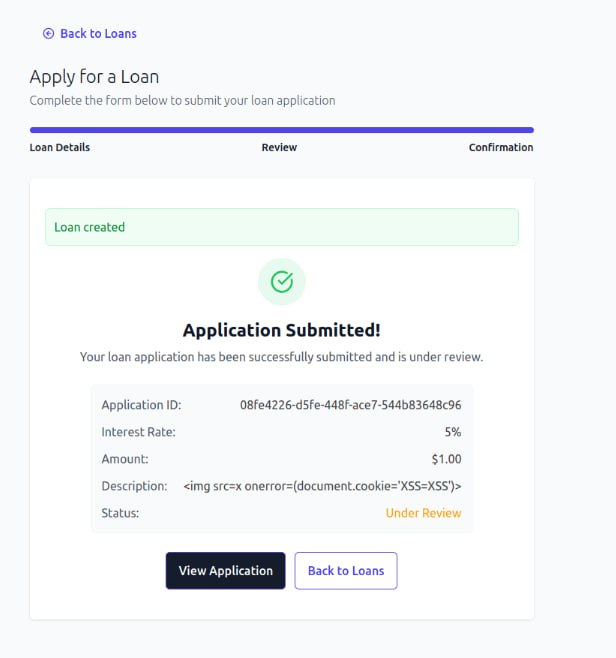 Back to Loans
Apply for a Loan
Complete the form below to submit your loan application
Loan Details Review Confirmation
Loan created
Application Submitted!
Your loan application has been successfully submitted and is under review.
Application ID: 08fe4226-d5fe-448f-ace7-544b83648c96
Interest Rate: 5%
Amount: $1.00
Description: <img src=x onerror=(document.cookie='XSS=XSS')>
Status: Under Review
View Application Back to Loans